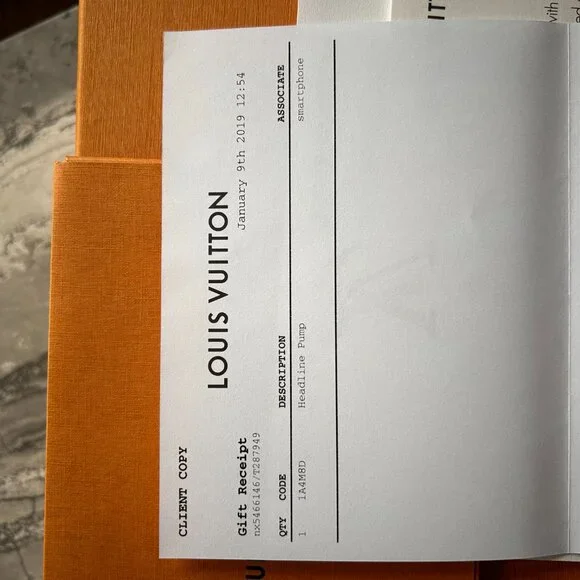 CLIENT COPY
LOUIS VUITTON
Gift Receipt January 9th 2019 12:54
nx5466146/T287949
QTY CODE DESCRIPTION ASSOCIATE
1 1A4M8D Headline Pump smartphone
with